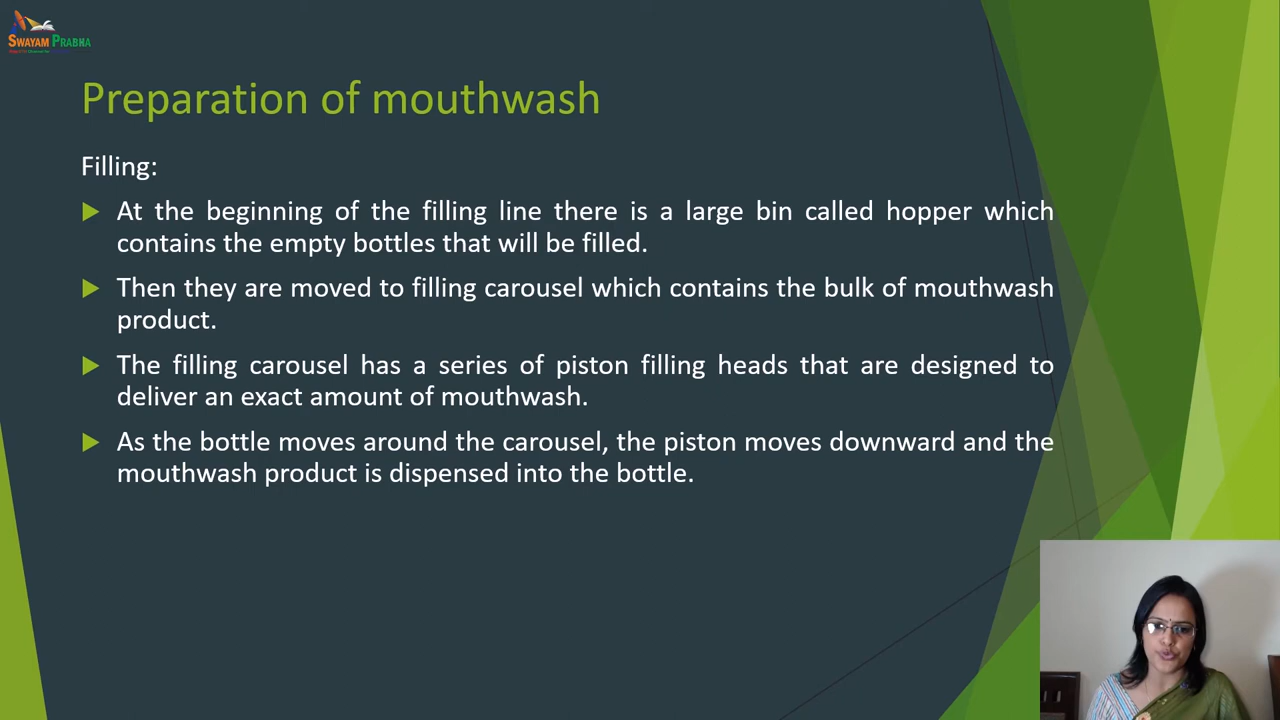 SWAYAM PRABHA
Preparation of mouthwash
Filling:
At the beginning of the filling line there is a large bin called hopper which
contains the empty bottles that will be filled.
Then they are moved to filling carousel which contains the bulk of mouthwash
product.
The filling carousel has a series of piston filling heads that are designed to
deliver an exact amount of mouthwash.
As the bottle moves around the carousel, the piston moves downward and the
mouthwash product is dispensed into the bottle.